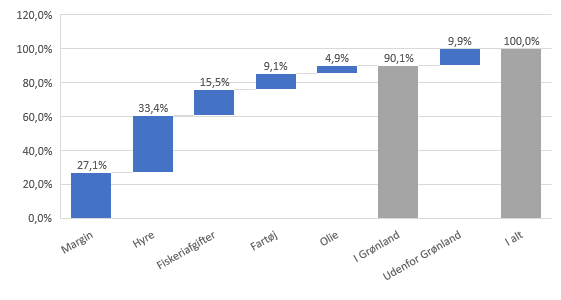 120,0%
100,0%
80,0%
60,0%
40,0%
20,0%
0,0%
27,1%
33,4%
15,5%
9,1%
4,9%
90,1%
9,9%
100,0%
Margin
Hyre
Fiskeriafgifter
Fartøj
Olie
I Grønland
Udenfor Grønland
I alt